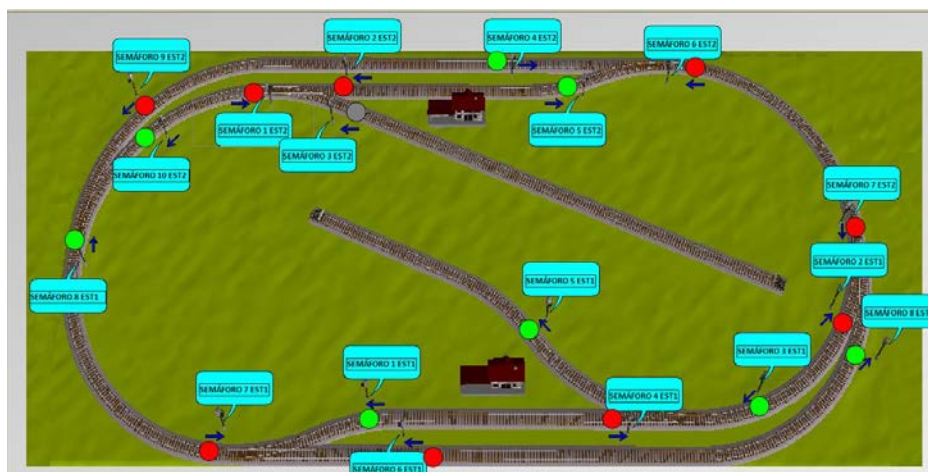 SEMÁFORO 9 EST2
SEMÁFORO 2 EST2
SEMÁFORO 4 EST2
SEMÁFORO 6 EST2
SEMÁFORO 1 EST2
SEMÁFORO 5 EST2
SEMÁFORO 3 EST2
SEMÁFORO 10 EST2
SEMÁFORO 7 EST2
SEMÁFORO 2 EST1
SEMÁFORO 8 EST1
SEMÁFORO 5 EST1
SEMÁFORO 8 EST
SEMÁFORO 3 EST1
SEMÁFORO 7 EST1
SEMÁFORO 1 EST1
SEMÁFORO 4 EST1
SEMÁFORO 6 EST1